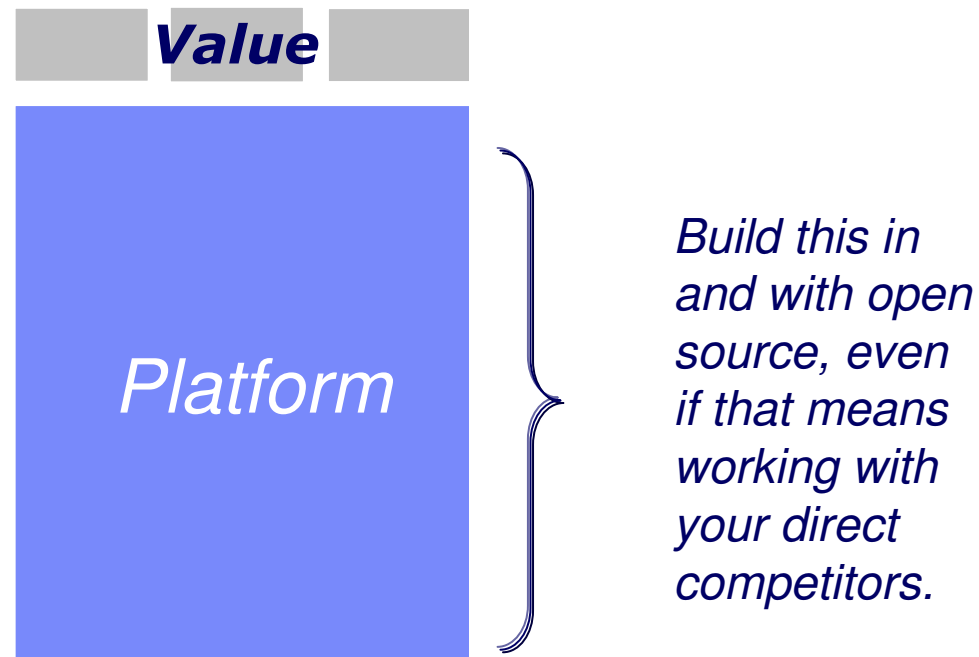 Value
Platform
Build this in
and with open
source, even
if that means
working with
your direct
competitors.